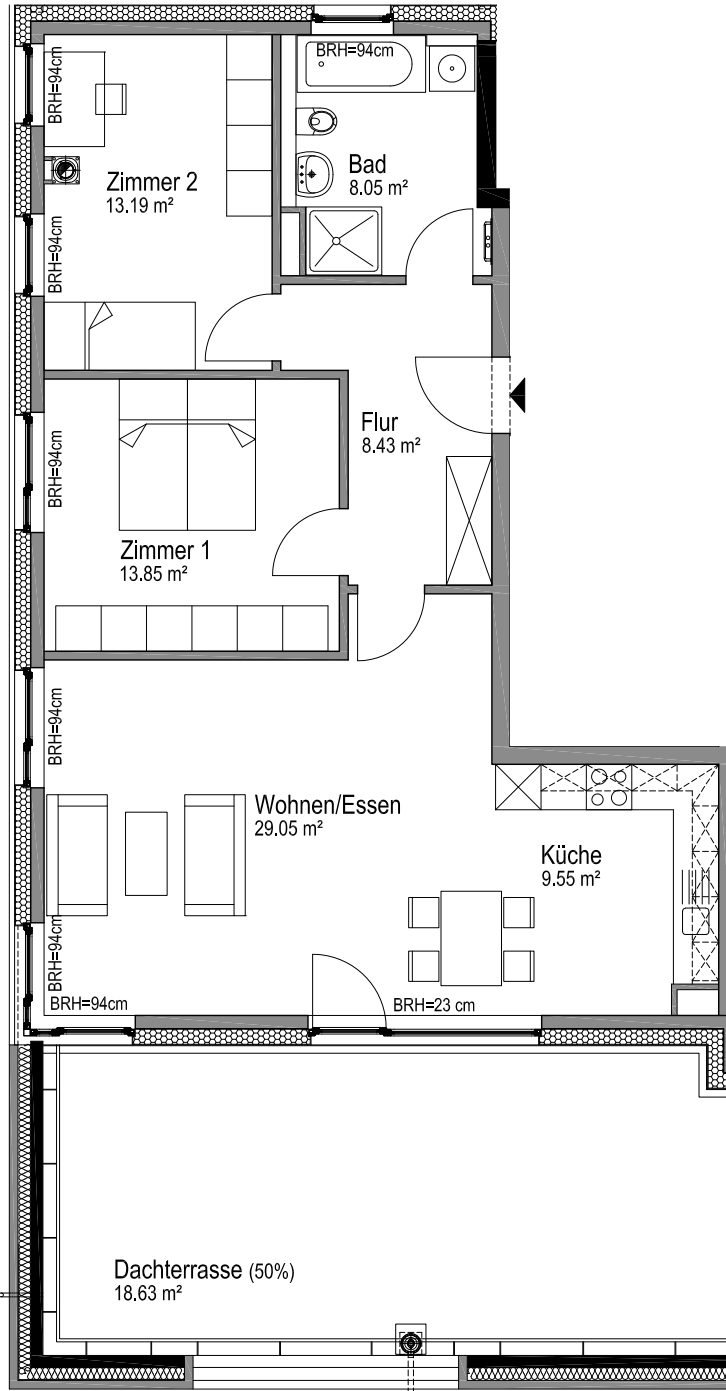 BRH=94cm
BRH=94cm
Zimmer 2
13.19 m²
Bad
8.05 m²
BRH=94cm
Flur
8.43 m²
BRH=94cm
Zimmer 1
13.85 m²
BRH=94cm
Wohnen/Essen
29.05 m²
Küche
9.55 m²
BRH=94cm
BRH=94cm
BRH=23 cm
Dachterrasse (50%)
18.63 m²